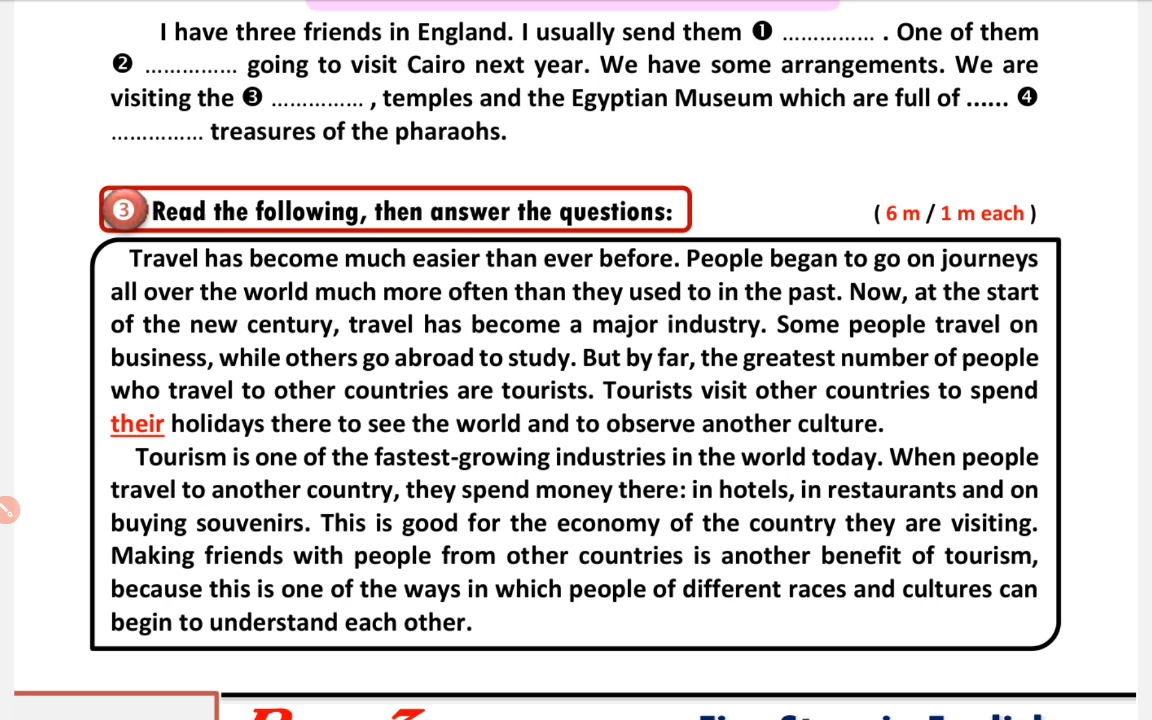 I have three friends in England. I usually send them ❶ ............... . One of them
❷ ............... going to visit Cairo next year. We have some arrangements. We are
visiting the ❸ ............... , temples and the Egyptian Museum which are full of ...... ❹
............... treasures of the pharaohs.
❸ Read the following, then answer the questions: ( 6 m / 1 m each )
Travel has become much easier than ever before. People began to go on journeys
all over the world much more often than they used to in the past. Now, at the start
of the new century, travel has become a major industry. Some people travel on
business, while others go abroad to study. But by far, the greatest number of people
who travel to other countries are tourists. Tourists visit other countries to spend
their holidays there to see the world and to observe another culture.
Tourism is one of the fastest-growing industries in the world today. When people
travel to another country, they spend money there: in hotels, in restaurants and on
buying souvenirs. This is good for the economy of the country they are visiting.
Making friends with people from other countries is another benefit of tourism,
because this is one of the ways in which people of different races and cultures can
begin to understand each other.